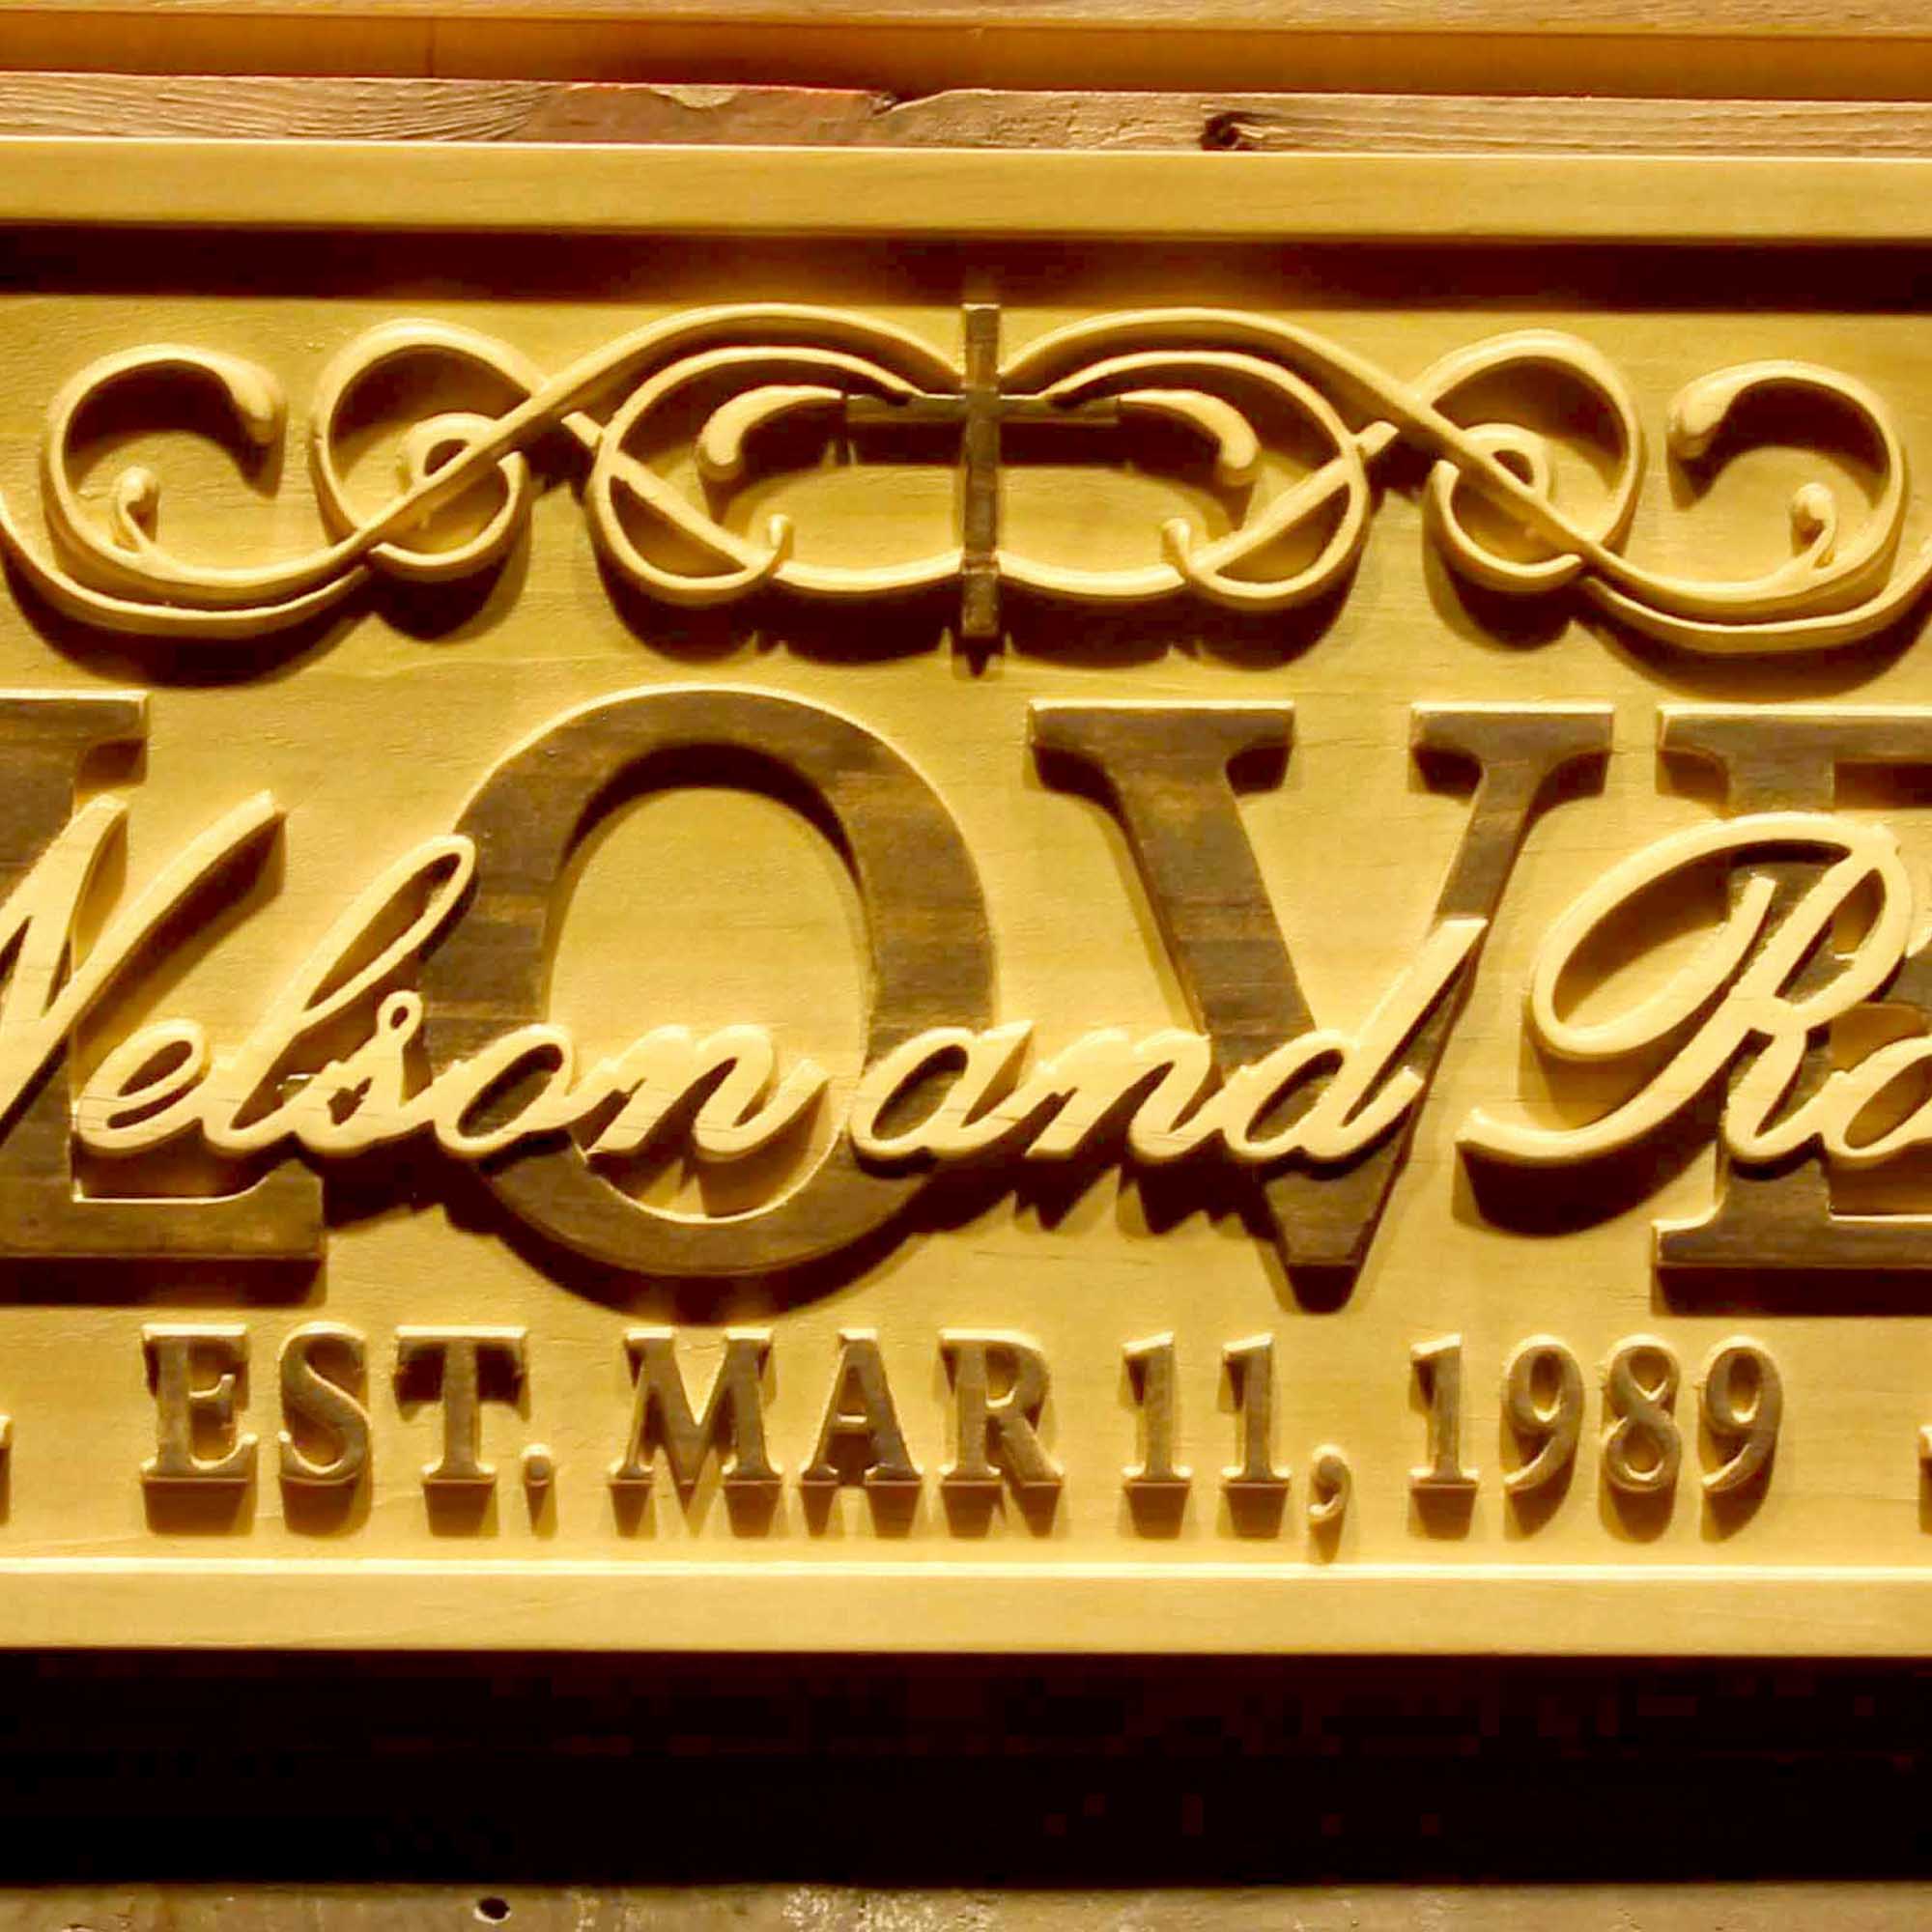 LOVE
Nelson and
EST. MAR 11, 1989